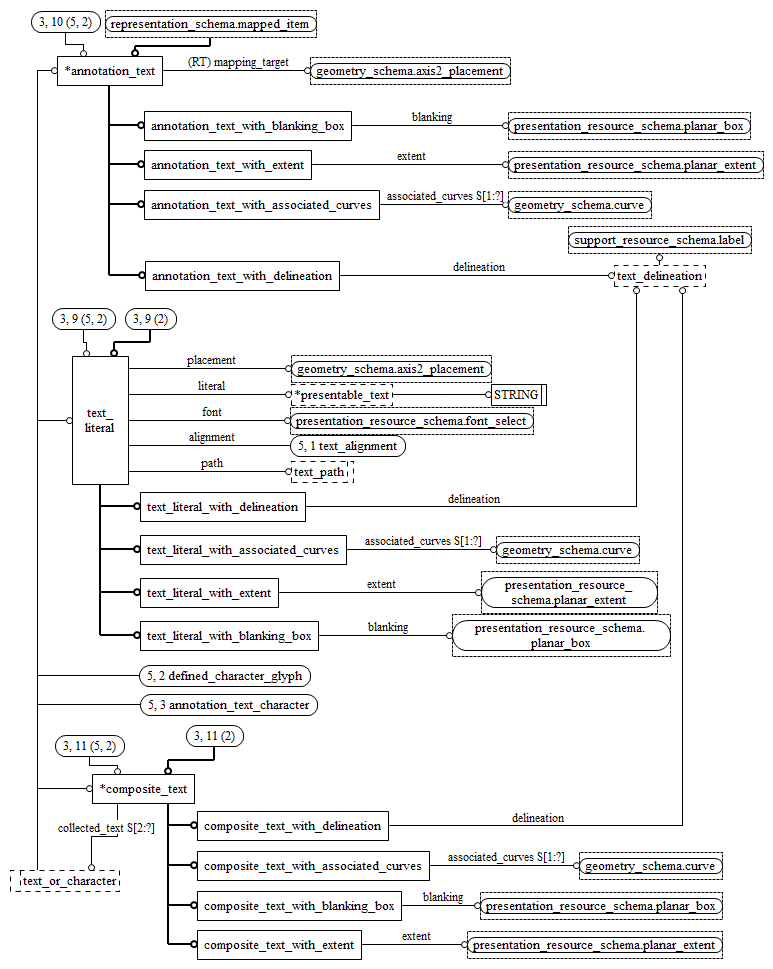 3, 10 (5, 2)
representation_schema.mapped_item
*annotation_text
(RT) mapping_target
geometry_schema.axis2_placement
annotation_text_with_blanking_box
blanking
presentation_resource_schema.planar_box
annotation_text_with_extent
extent
presentation_resource_schema.planar_extent
annotation_text_with_associated_curves
associated_curves S[1:?]
geometry_schema.curve
support_resource_schema.label
annotation_text_with_delineation
delineation
text_delineation
3, 9 (5, 2)
3, 9 (2)
text_
literal
placement
geometry_schema.axis2_placement
literal
*presentable_text
STRING
font
presentation_resource_schema.font_select
alignment
5, 1 text_alignment
path
text_path
text_literal_with_delineation
delineation
text_literal_with_associated_curves
associated_curves S[1:?]
geometry_schema.curve
text_literal_with_extent
extent
presentation_resource_
schema.planar_extent
text_literal_with_blanking_box
blanking
presentation_resource_schema.
planar_box
5, 2 defined_character_glyph
5, 3 annotation_text_character
3, 11 (5, 2)
3, 11 (2)
*composite_text
collected_text S[2:?]
composite_text_with_delineation
delineation
composite_text_with_associated_curves
associated_curves S[1:?]
geometry_schema.curve
text_or_character
composite_text_with_blanking_box
blanking
presentation_resource_schema.planar_box
composite_text_with_extent
extent
presentation_resource_schema.planar_extent